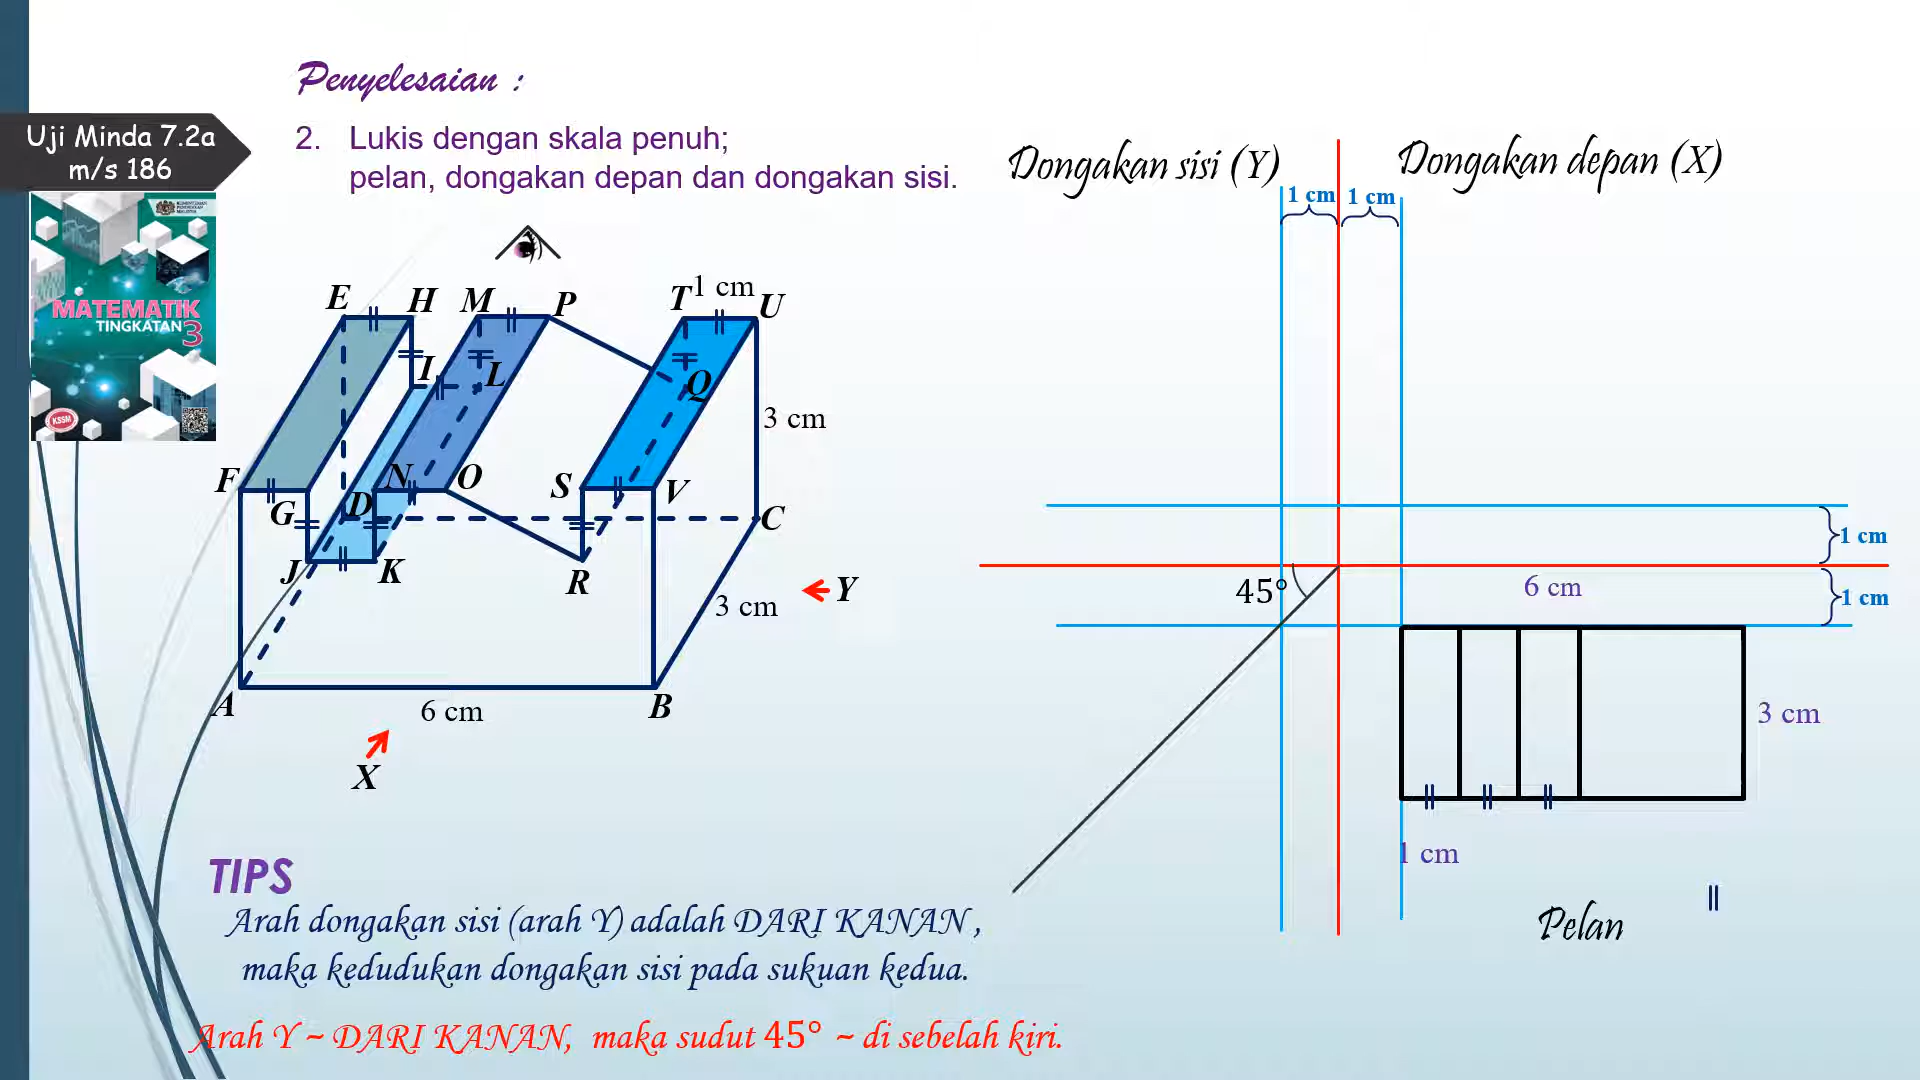 Penyelesaian :
Uji Minda 7.2a
m/s 186
2. Lukis dengan skala penuh;
pelan, dongakan depan dan dongakan sisi.
MATEMATIK
TINGKATAN 3
KSSM
E H M P T 1 cm U
I L Q
3 cm
F G D N O S V C
J K R
Y
3 cm
A 6 cm B
X
Dongakan sisi (Y)
Dongakan depan (X)
1 cm 1 cm
1 cm
45° 6 cm 1 cm
3 cm
1 cm
Pelan
TIPS
Arah dongakan sisi (arah Y) adalah DARI KANAN ,
maka kedudukan dongakan sisi pada sukuan kedua.
Arah Y ~ DARI KANAN, maka sudut 45° ~ di sebelah kiri.